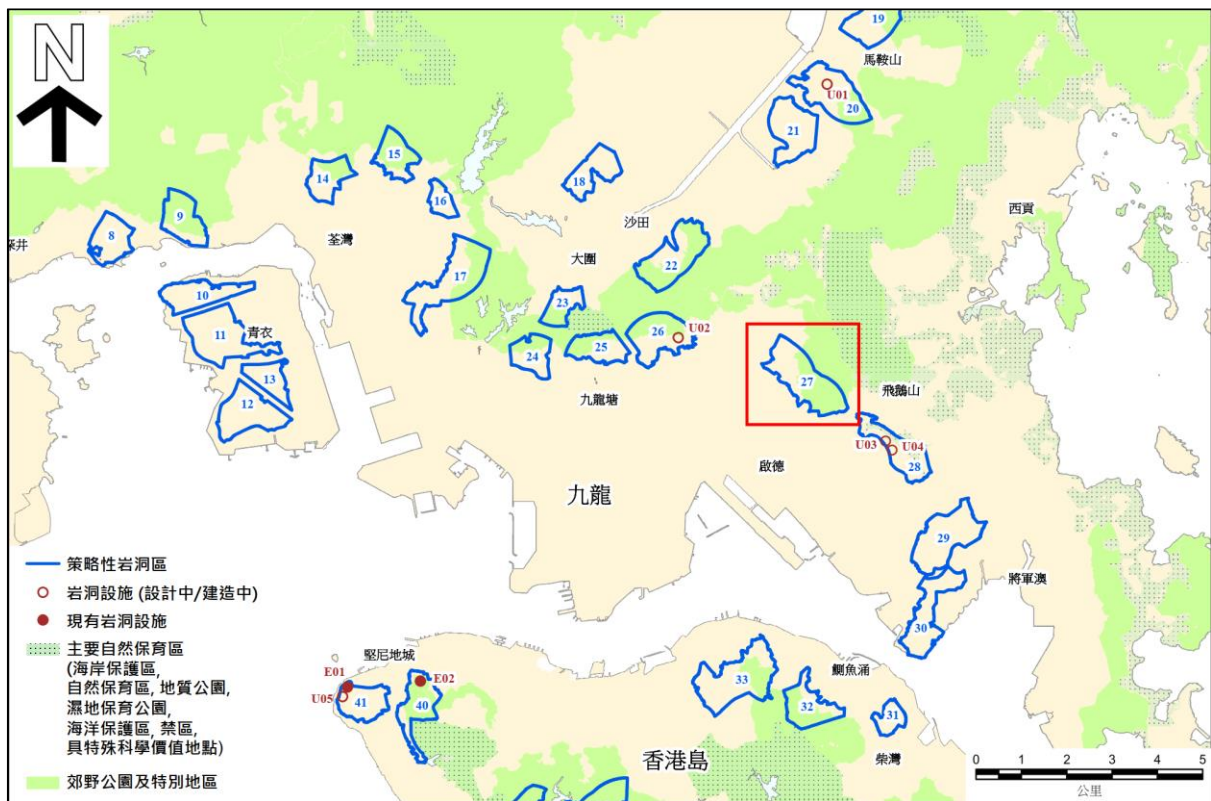 N
19
馬鞍山
U01
20
21
15
14
16
18
9
8
深井
荃灣
沙田
西貢
大圍
22
17
10
11
青衣
23
26
U02
24
25
13
12
27
九龍塘
飛鵝山
U03
U04
28
啟德
九龍
29
將軍澳
30
策略性岩洞區
岩洞設施 (設計中/建造中)
現有岩洞設施
主要自然保育區
(海岸保護區,
自然保育區, 地質公園,
濕地保育公園,
海洋保護區, 禁區,
具特殊科學價值地點)
郊野公園及特別地區
堅尼地城
E01
E02
U05
41
40
33
鰂魚涌
32
31
柴灣
香港島
0 1 2 3 4 5
公里